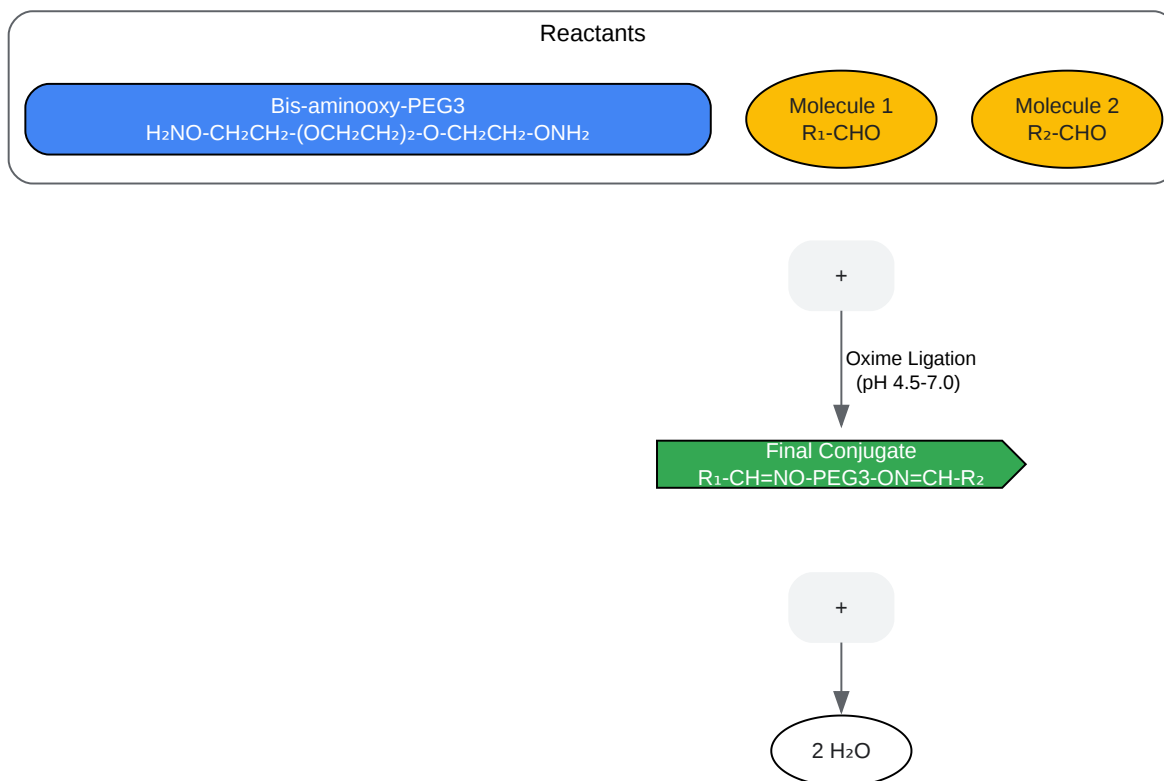 Reactants
Bis-aminooxy-PEG3
H₂NO-CH₂CH₂-(OCH₂CH₂)₂-O-CH₂CH₂-ONH₂
Molecule 1
R₁-CHO
Molecule 2
R₂-CHO
+
Oxime Ligation
(pH 4.5-7.0)
Final Conjugate
R₁-CH=NO-PEG3-ON=CH-R₂
+
2 H₂O